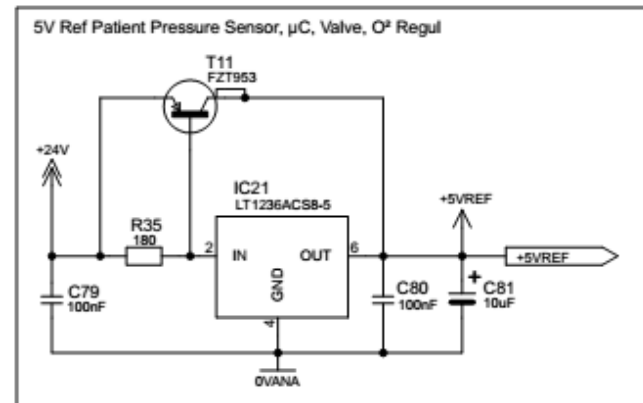 5V Ref Patient Pressure Sensor, µC, Valve, O² Regul
T11
FZT953
+24V
IC21
LT1236ACS8-5
+5VREF
R35
180
2
IN
OUT
6
+5VREF
GND
C79
100nF
C80
100nF
+
C81
10uF
4
0VANA